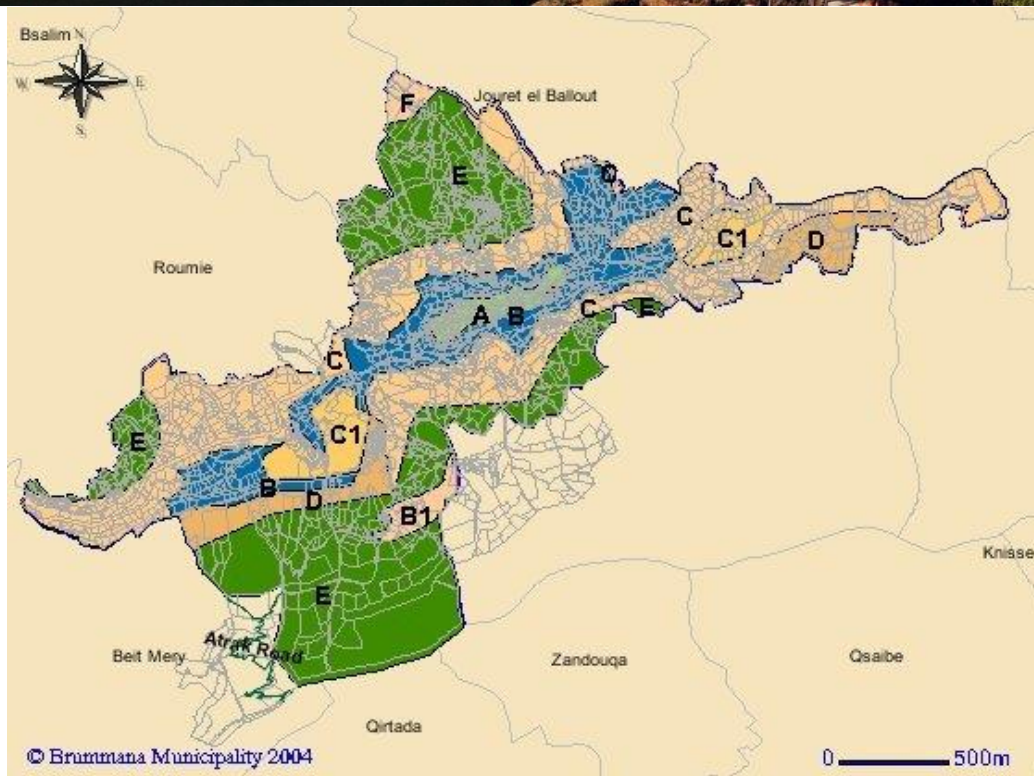 Bsalim
N
W
E
S
F
Jouret el Ballout
E
C
C
C1
D
Roumie
A
B
C
E
C
C1
E
B
D
B1
Knisse
E
Atrak Road
Beit Mery
Zandouqa
Qsaibe
Qirtada
© Brummana Municipality 2004
0
500m